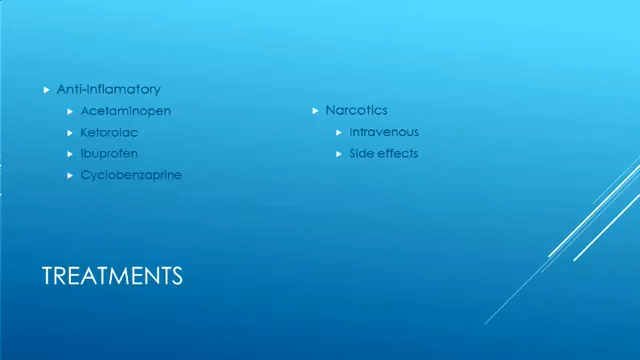 Anti-Inflamatory
Acetaminopen
Ketorolac
Ibuprofen
Cyclobenzaprine
Narcotics
Intravenous
Side effects
TREATMENTS